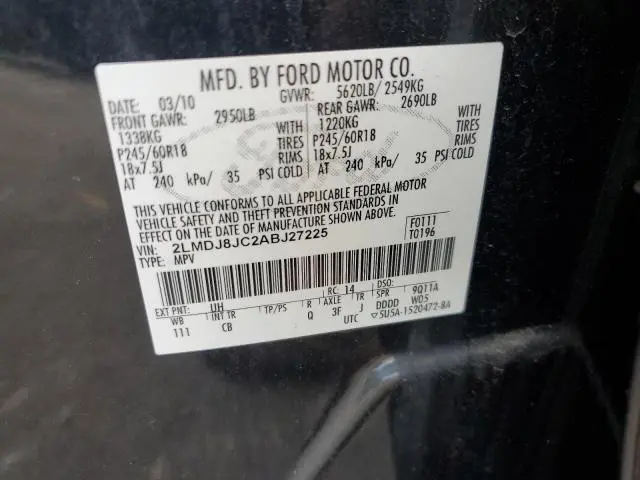 MFD. BY FORD MOTOR CO.
DATE: 03/10 GVWR: 5620LB/ 2549KG
FRONT GAWR: 2950LB REAR GAWR: 2690LB
1338KG 1220KG
P245/60R18 TIRES P245/60R18 TIRES
18x7.5J RIMS 18x7.5J RIMS
AT 240 kPa/ 35 PSI COLD AT 240 kPa/ 35 PSI COLD
THIS VEHICLE CONFORMS TO ALL APPLICABLE FEDERAL MOTOR
VEHICLE SAFETY AND THEFT PREVENTION STANDARDS IN
EFFECT ON THE DATE OF MANUFACTURE SHOWN ABOVE.
VIN: 2LMDJ8JC2ABJ27225 F0111
TYPE: MPV T0196
EXT PNT: UH RC: 14 DSO:
WB INT TR TP/PS R AXLE TR SPR 9Q11A
111 CB Q 3F J DDDD W05
UTC ▽5U5A-1520472-BA